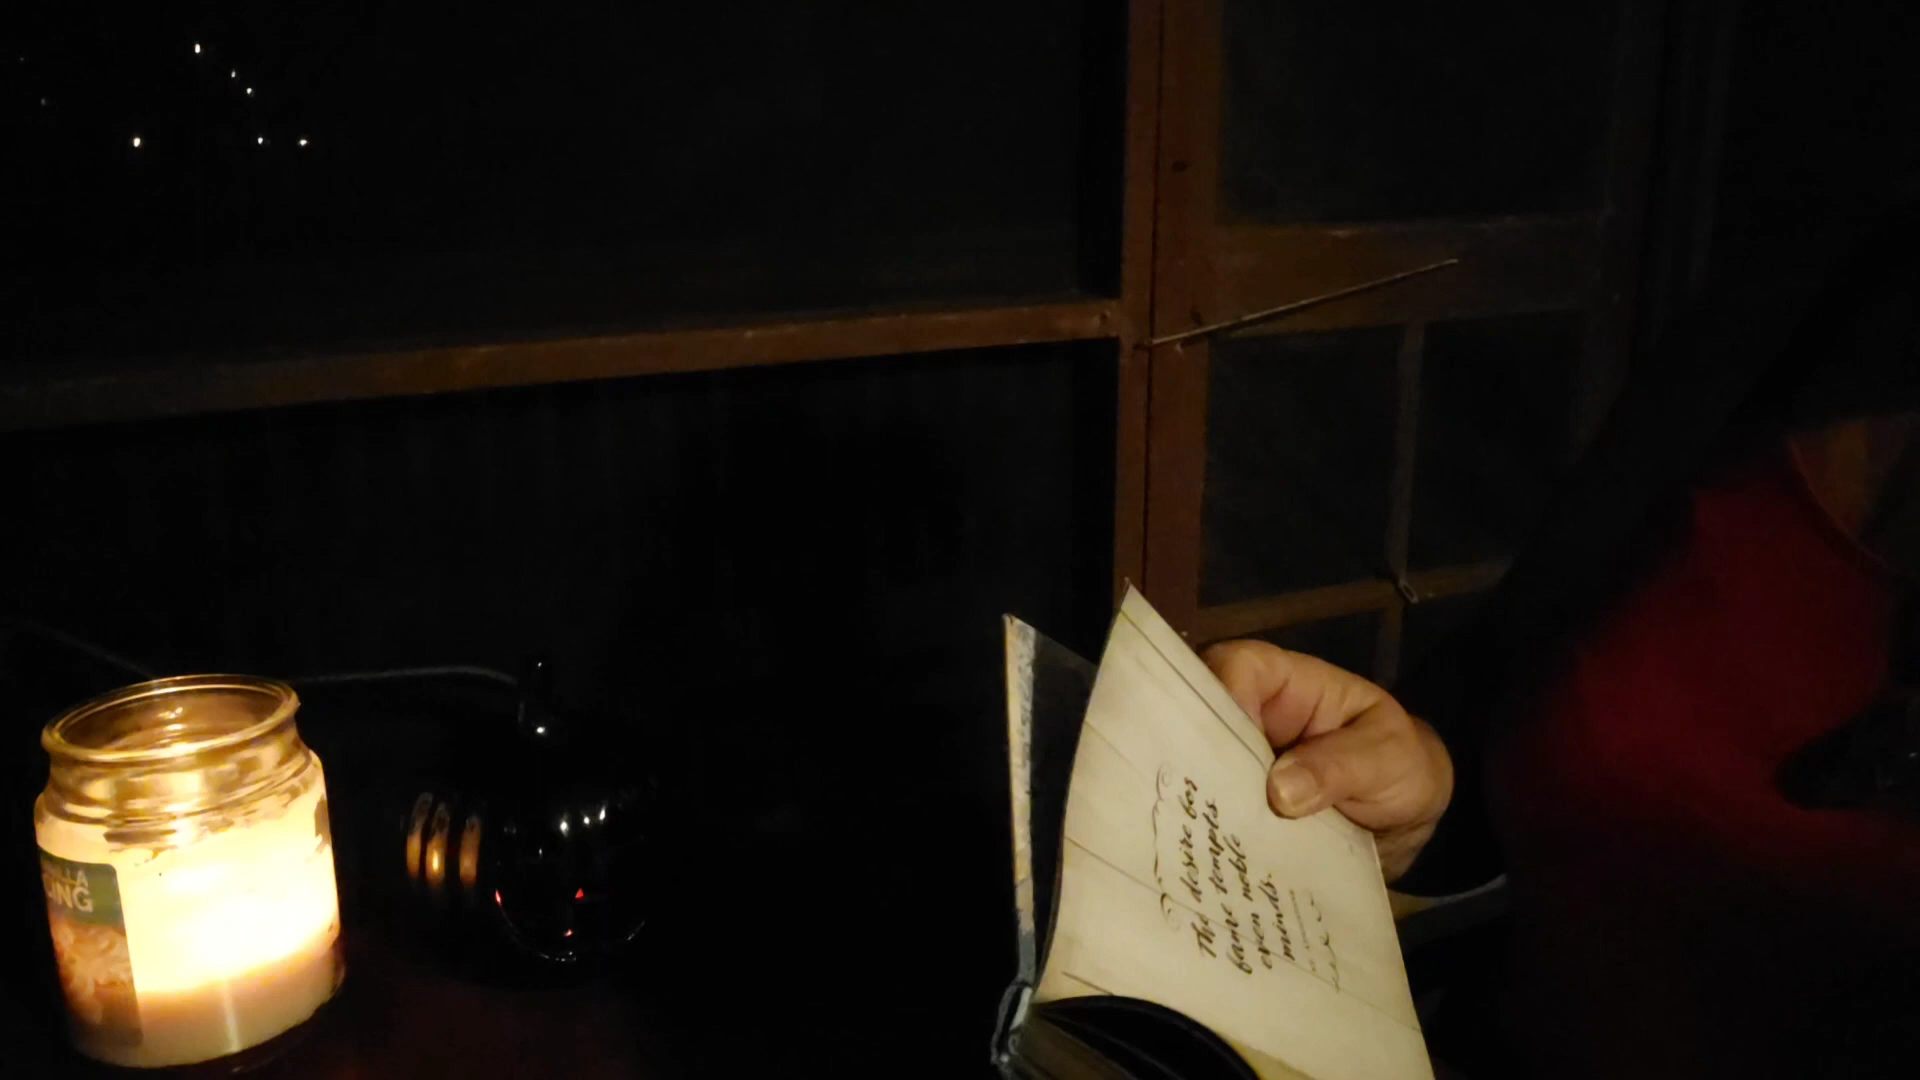 The desire for
fame tempts
even noble
minds.